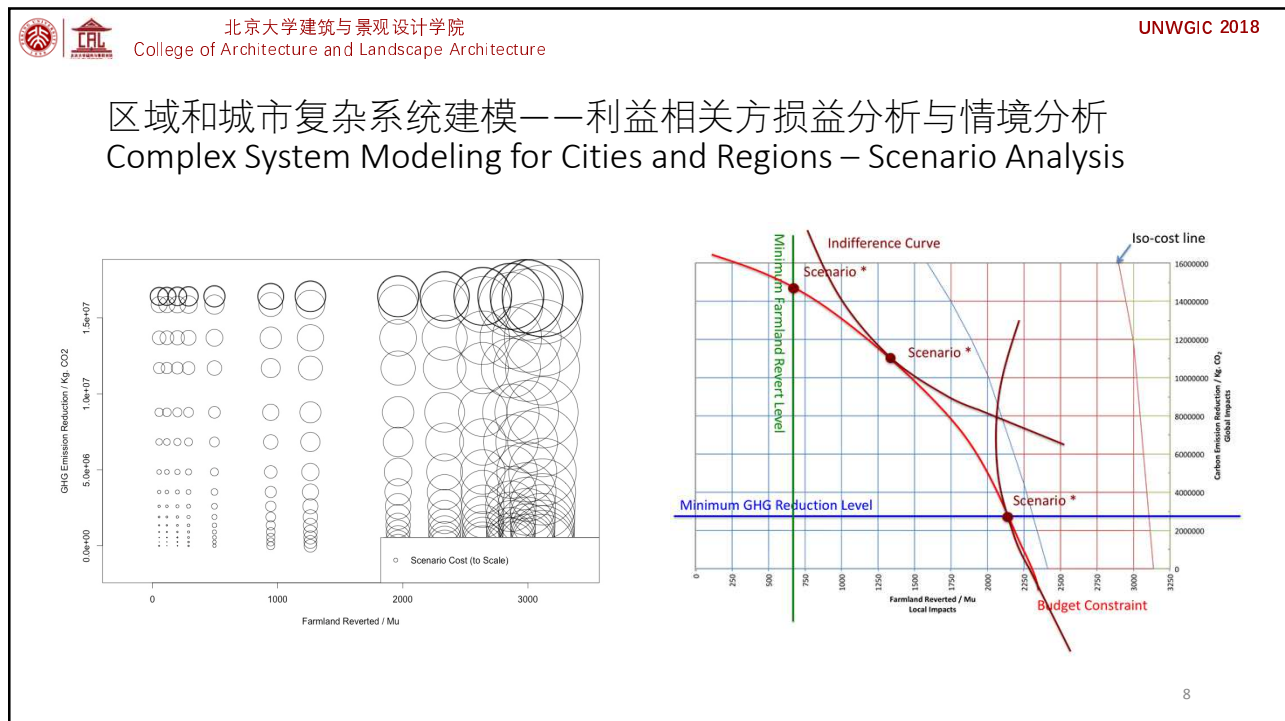 北京大学建筑与景观设计学院
College of Architecture and Landscape Architecture
UNWGIC 2018
区域和城市复杂系统建模——利益相关方损益分析与情境分析
Complex System Modeling for Cities and Regions – Scenario Analysis
GHG Emission Reduction / Kg. CO2
1.5e+07
1.0e+07
5.0e+06
0.0e+00
Scenario Cost (to Scale)
0
1000
2000
3000
Farmland Reverted / Mu
Minimum Farmland Revert Level
Indifference Curve
Iso-cost line
Scenario *
Scenario *
Scenario *
Minimum GHG Reduction Level
Budget Constraint
16000000
14000000
12000000
10000000
8000000
6000000
4000000
2000000
0
Carbon Emission Reduction / Kg. CO₂
Global Impacts
0
250
500
750
1000
1250
1500
1750
2000
2250
2500
2750
3000
3250
Farmland Reverted / Mu
Local Impacts
8